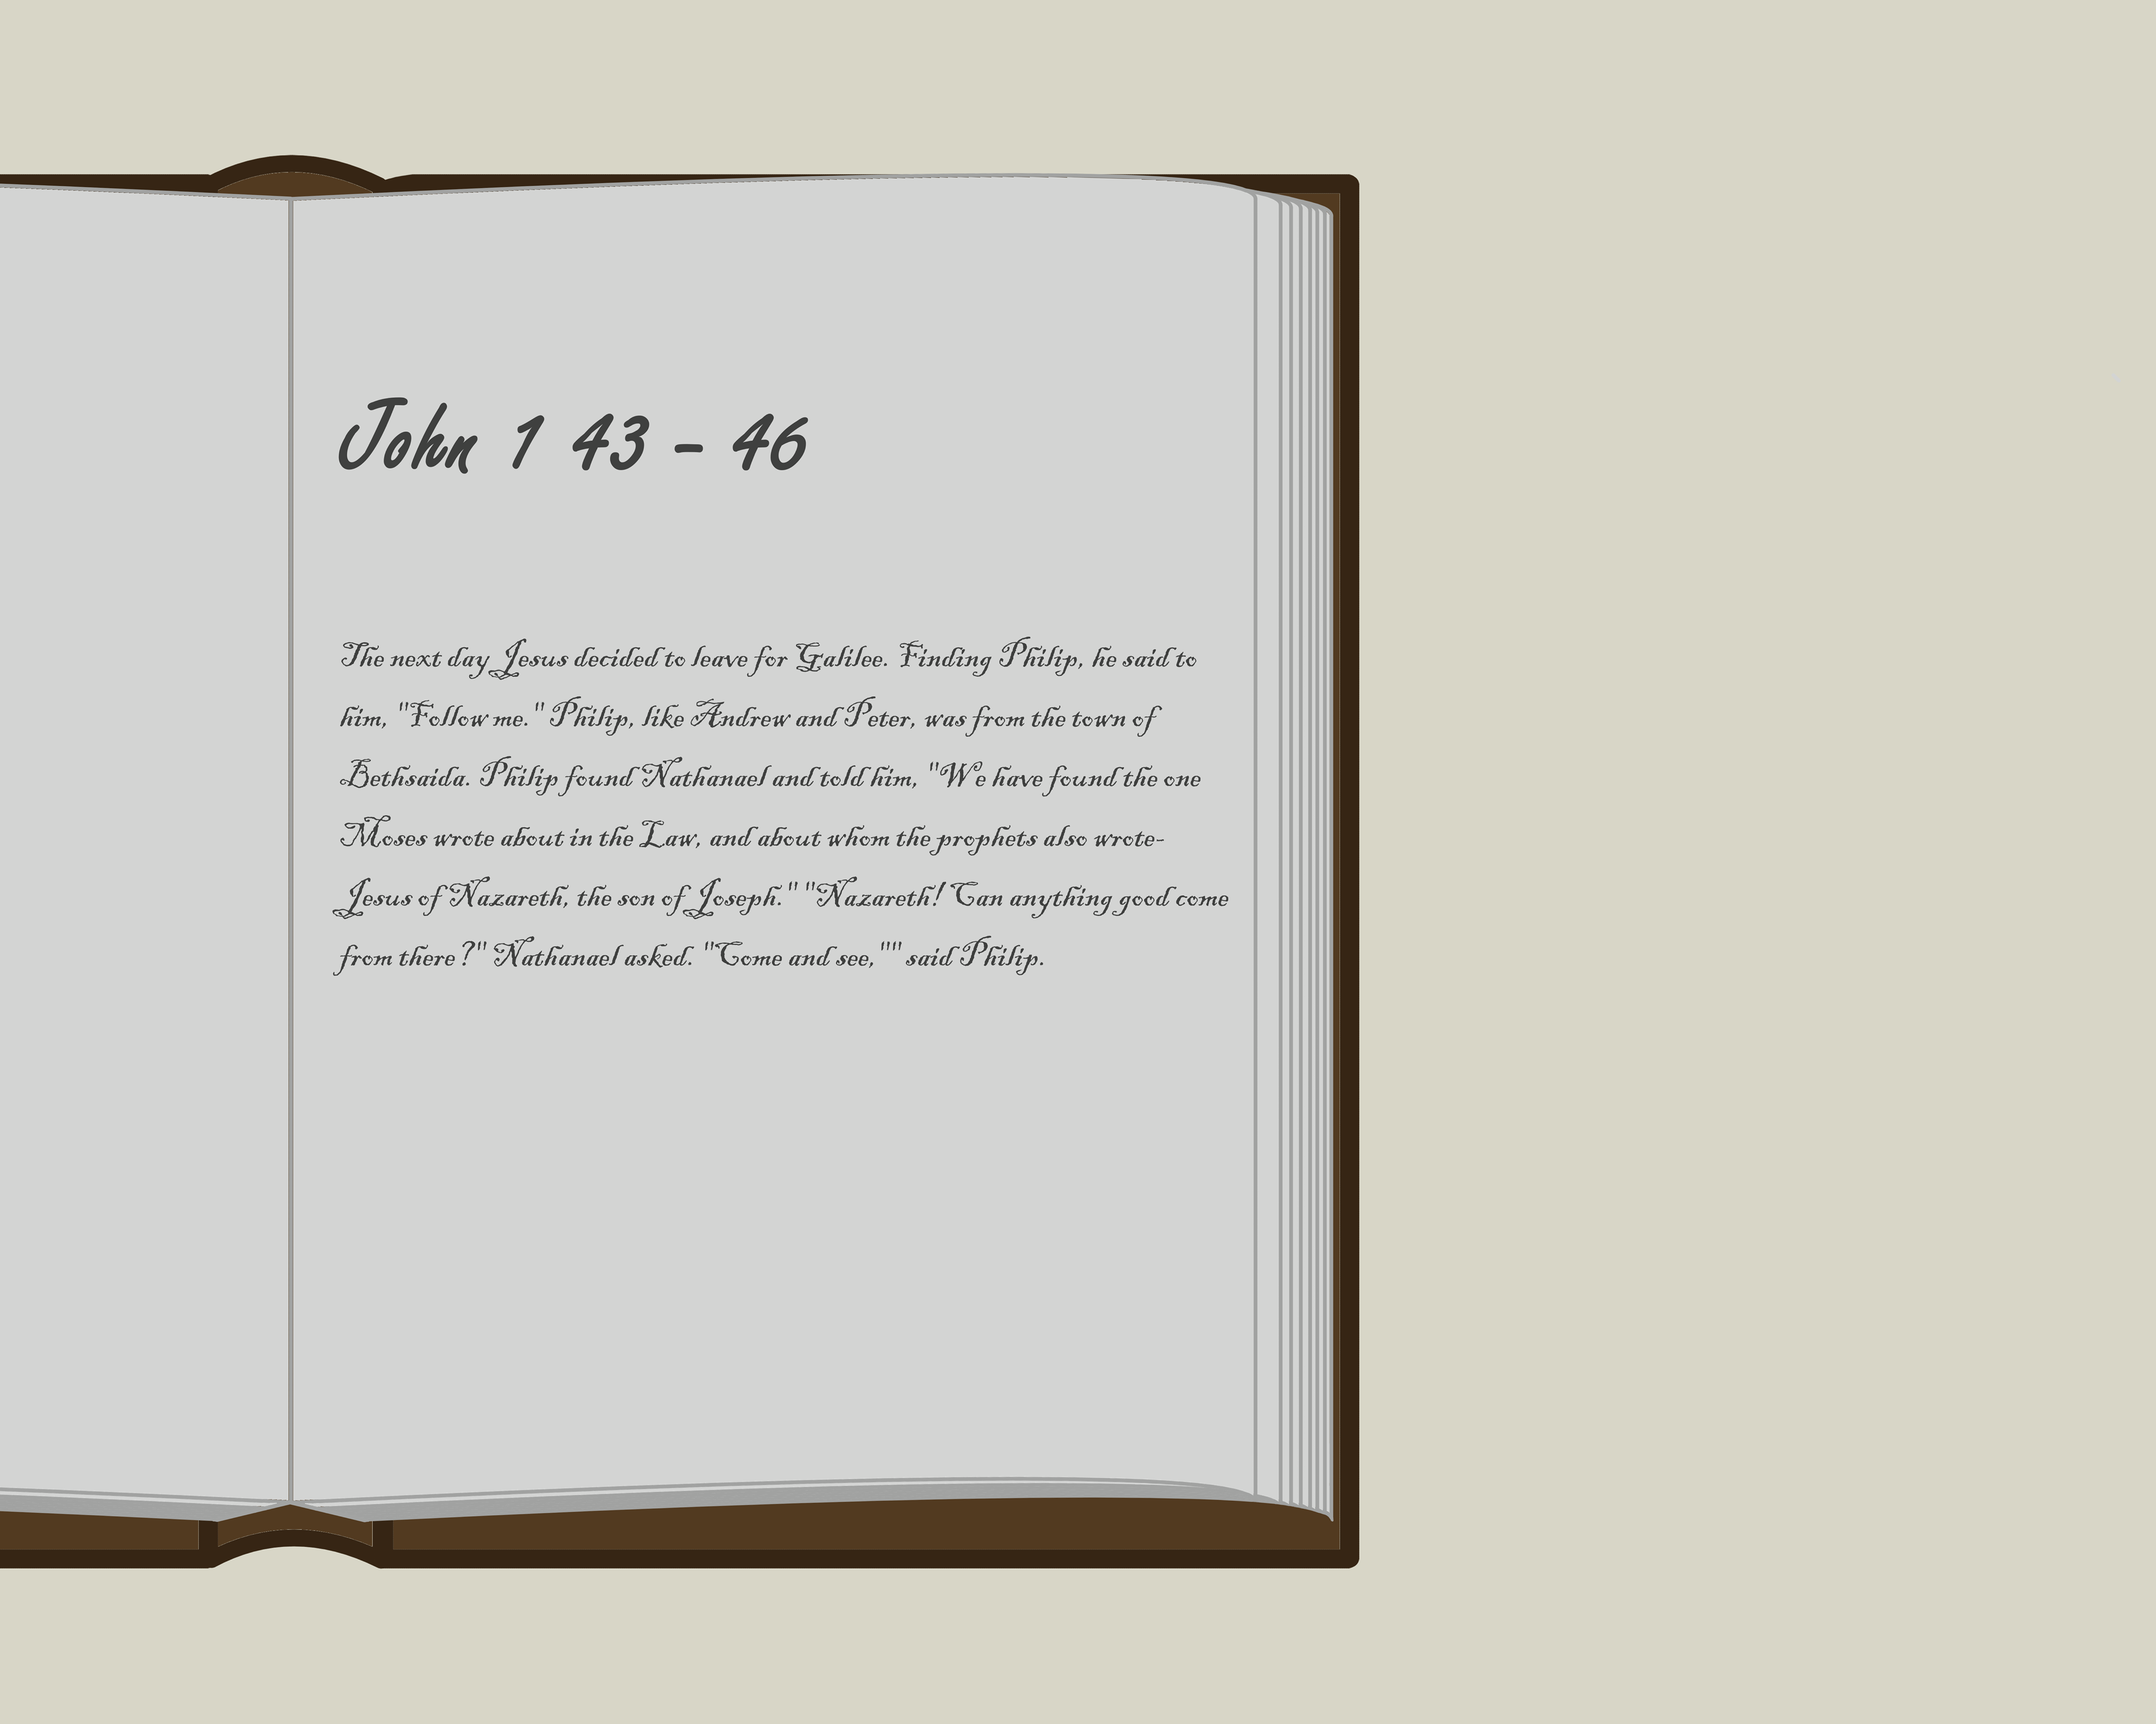 John 1 43 - 46
The next day Jesus decided to leave for Galilee. Finding Philip, he said to
him, "Follow me." Philip, like Andrew and Peter, was from the town of
Bethsaida. Philip found Nathanael and told him, "We have found the one
Moses wrote about in the Law, and about whom the prophets also wrote-
Jesus of Nazareth, the son of Joseph." "Nazareth! Can anything good come
from there?" Nathanael asked. "Come and see,"" said Philip.